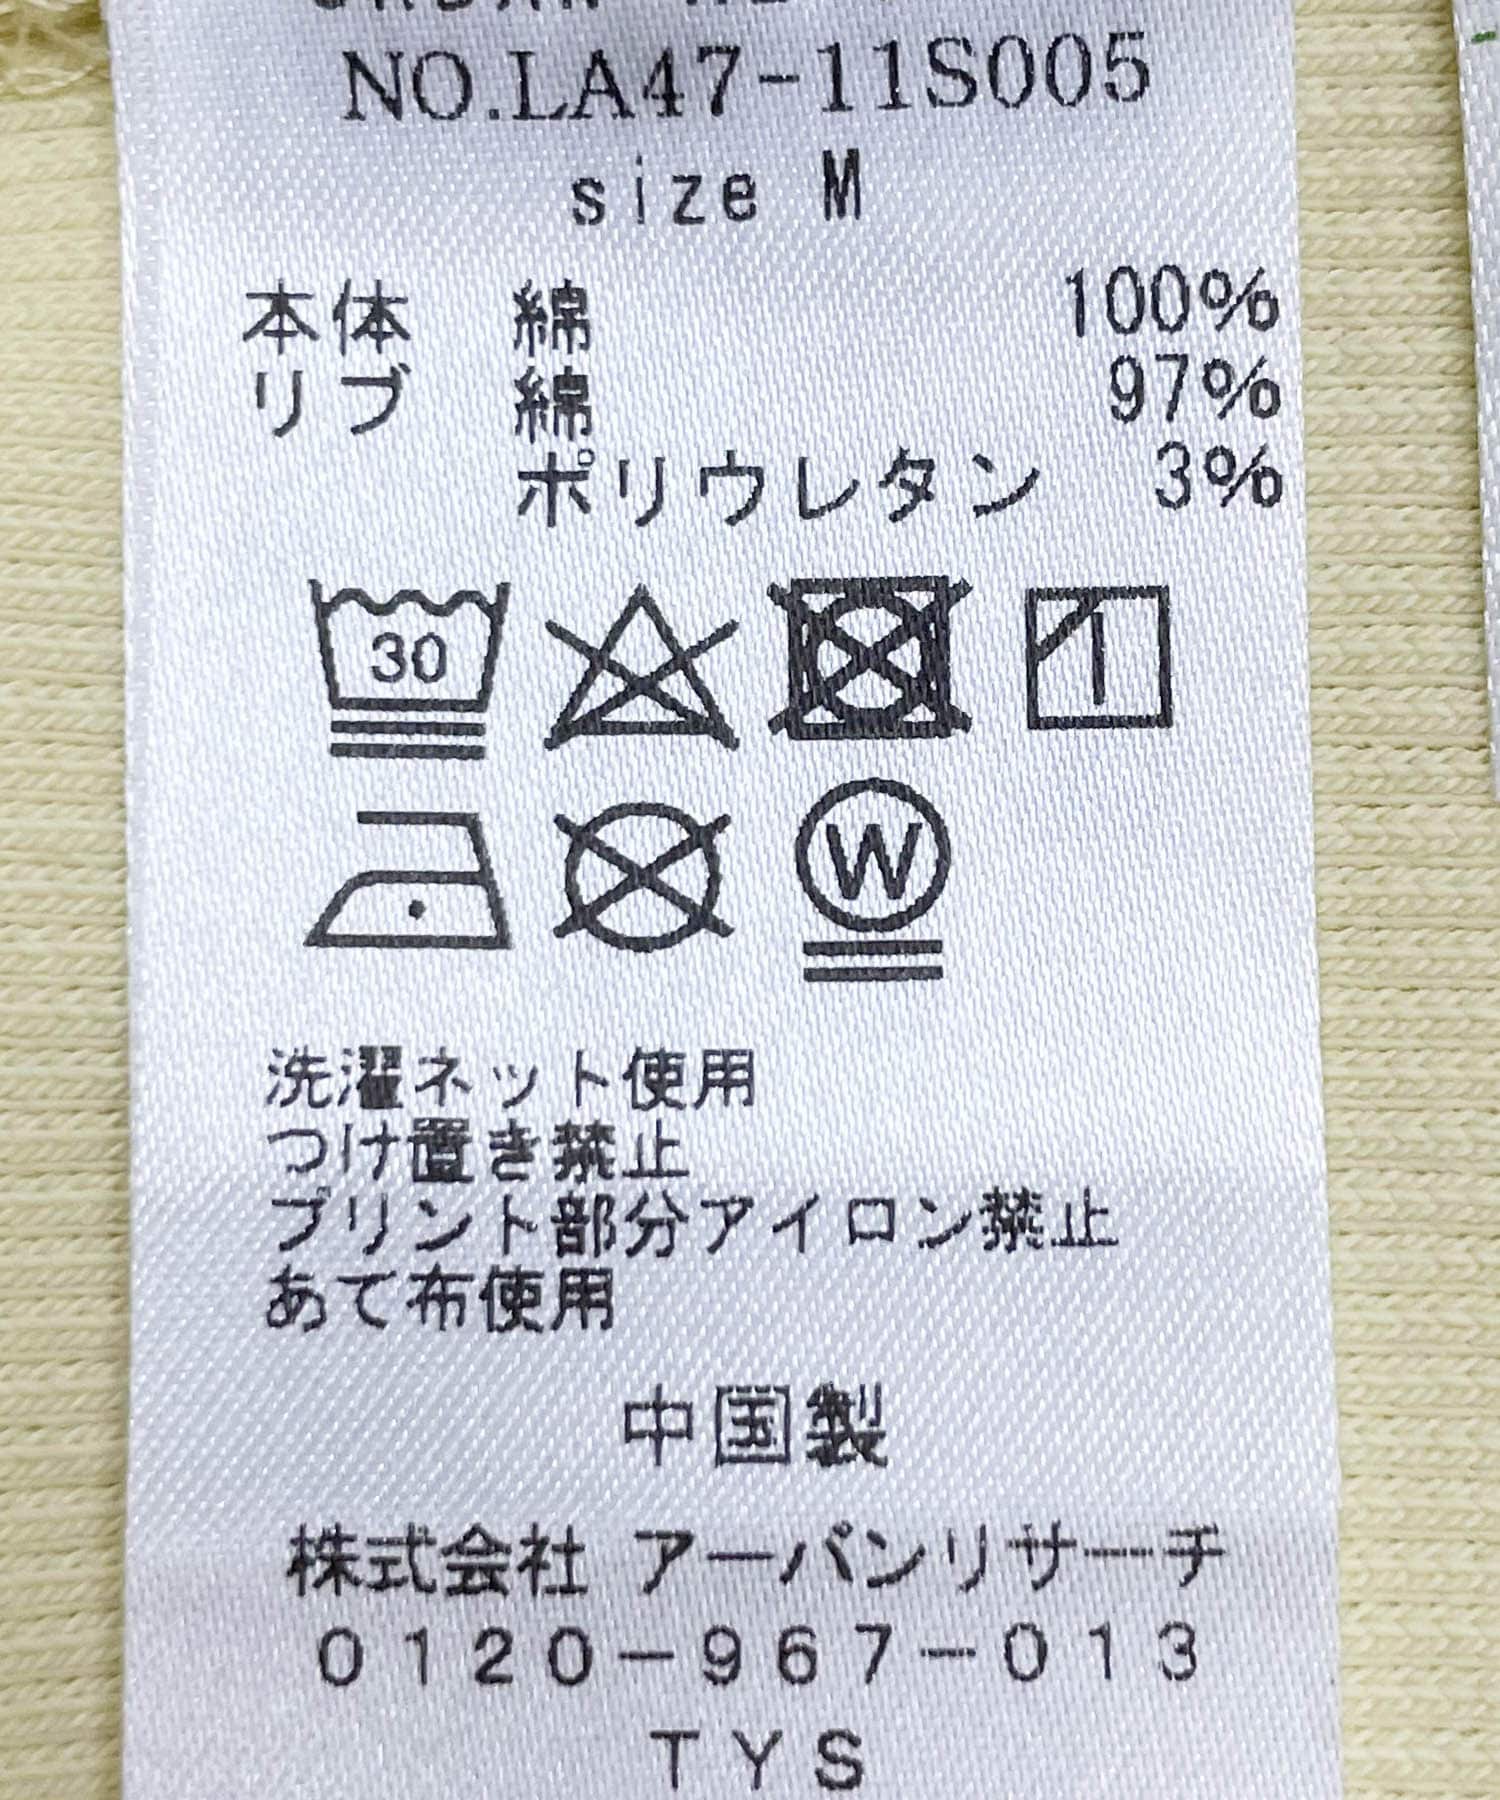 NO.LA47-11S005
size M
本体 綿 100%
リブ 綿 97%
ポリウレタン 3%
30
W
洗濯ネット使用
つけ置き禁止
プリント部分アイロン禁止
あて布使用
中国製
株式会社 アーバンリサーチ
0120-967-013
TYS